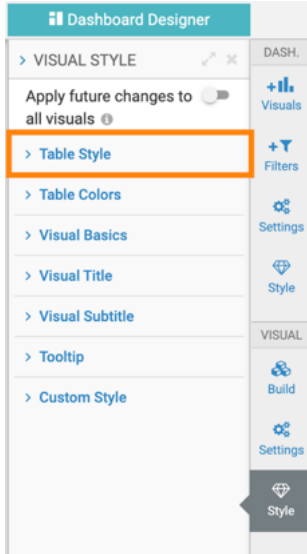 Dashboard Designer
VISUAL STYLE
Apply future changes to
all visuals
Table Style
Table Colors
Visual Basics
Visual Title
Visual Subtitle
Tooltip
Custom Style
DASH.
Visuals
Filters
Settings
Style
VISUAL
Build
Settings
Style